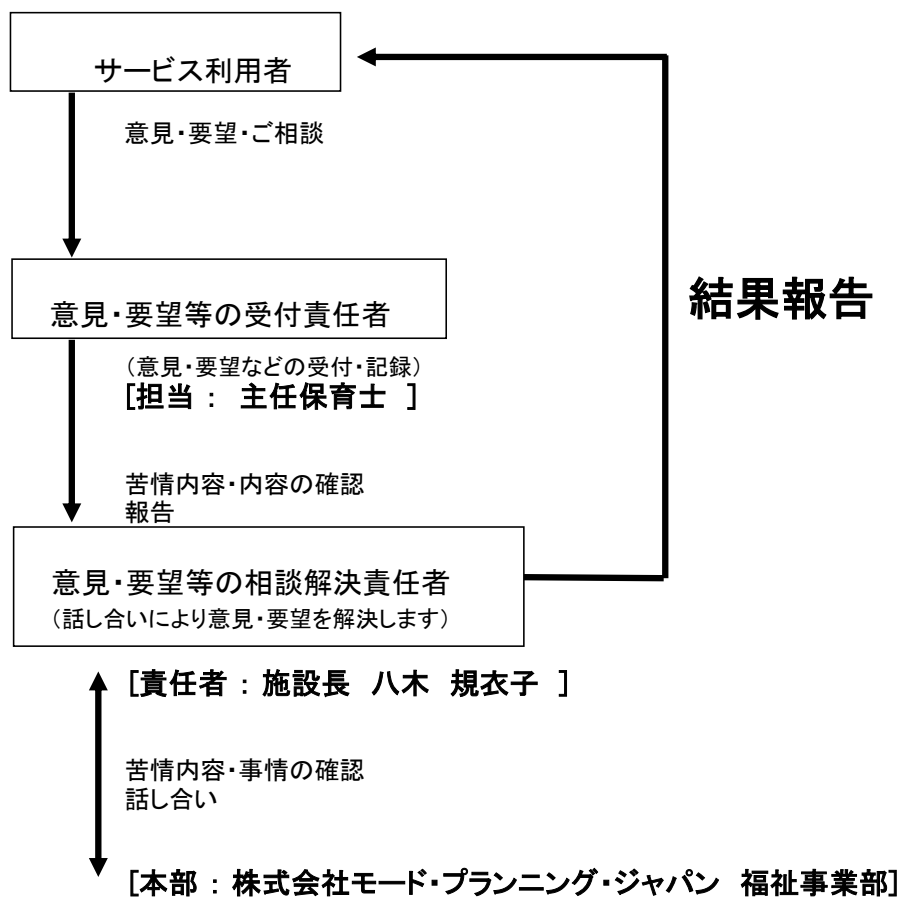 サービス利用者
意見・要望・ご相談
意見・要望等の受付責任者
（意見・要望などの受付・記録）
[担当 ： 主任保育士 ]
結果報告
苦情内容・内容の確認
報告
意見・要望等の相談解決責任者
（話し合いにより意見・要望を解決します）
[責任者 ： 施設長 八木 規衣子 ]
苦情内容・事情の確認
話し合い
[本部 ： 株式会社モード・プランニング・ジャパン 福祉事業部]